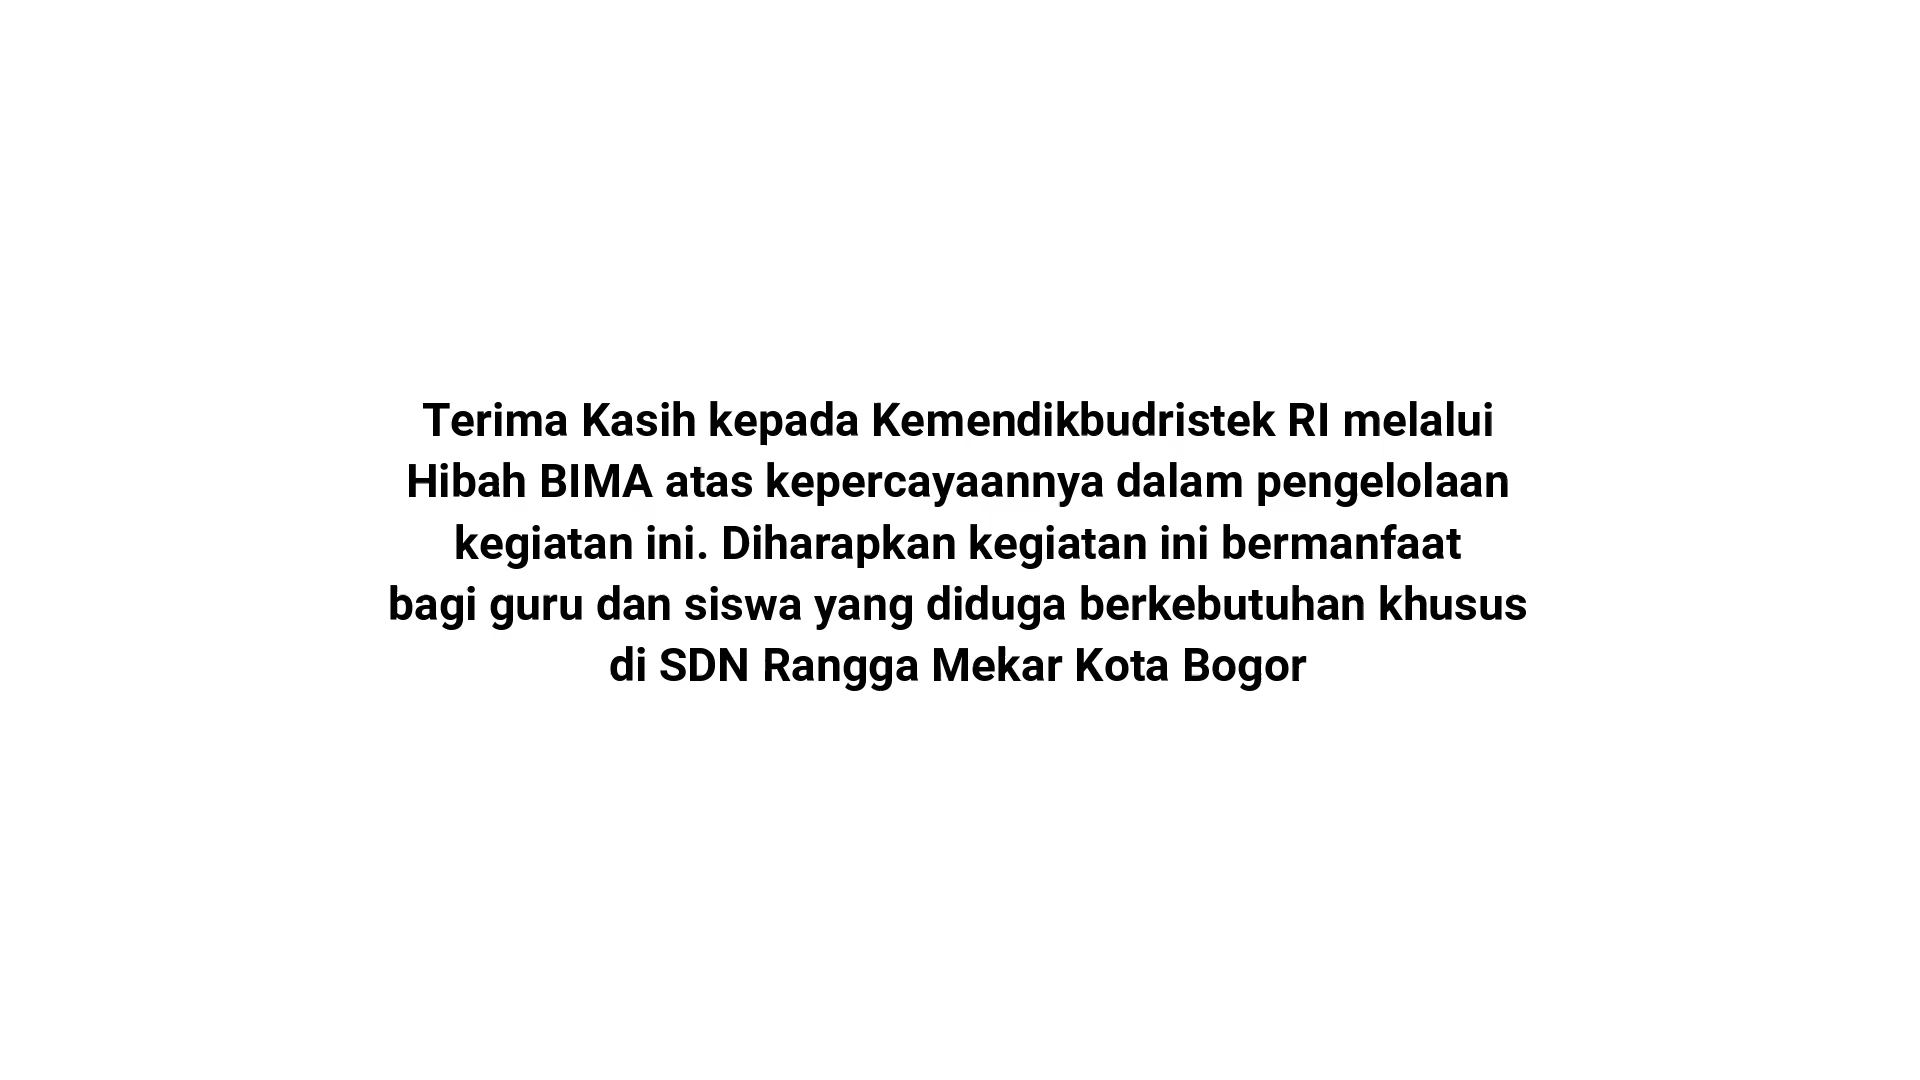 Terima Kasih kepada Kemendikbudristek RI melalui
Hibah BIMA atas kepercayaannya dalam pengelolaan
kegiatan ini. Diharapkan kegiatan ini bermanfaat
bagi guru dan siswa yang diduga berkebutuhan khusus
di SDN Rangga Mekar Kota Bogor